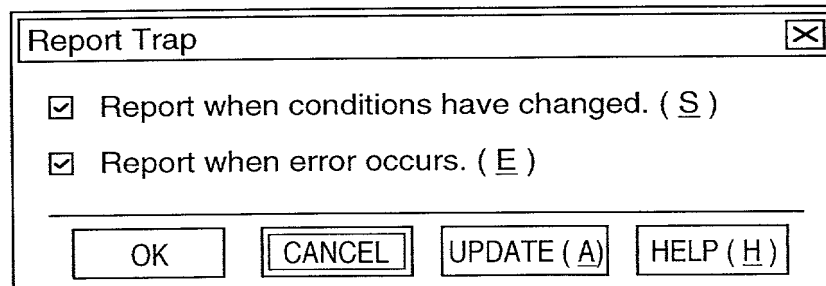 Report Trap
Report when conditions have changed. ( S )
Report when error occurs. ( E )
OK CANCEL UPDATE ( A ) HELP ( H )